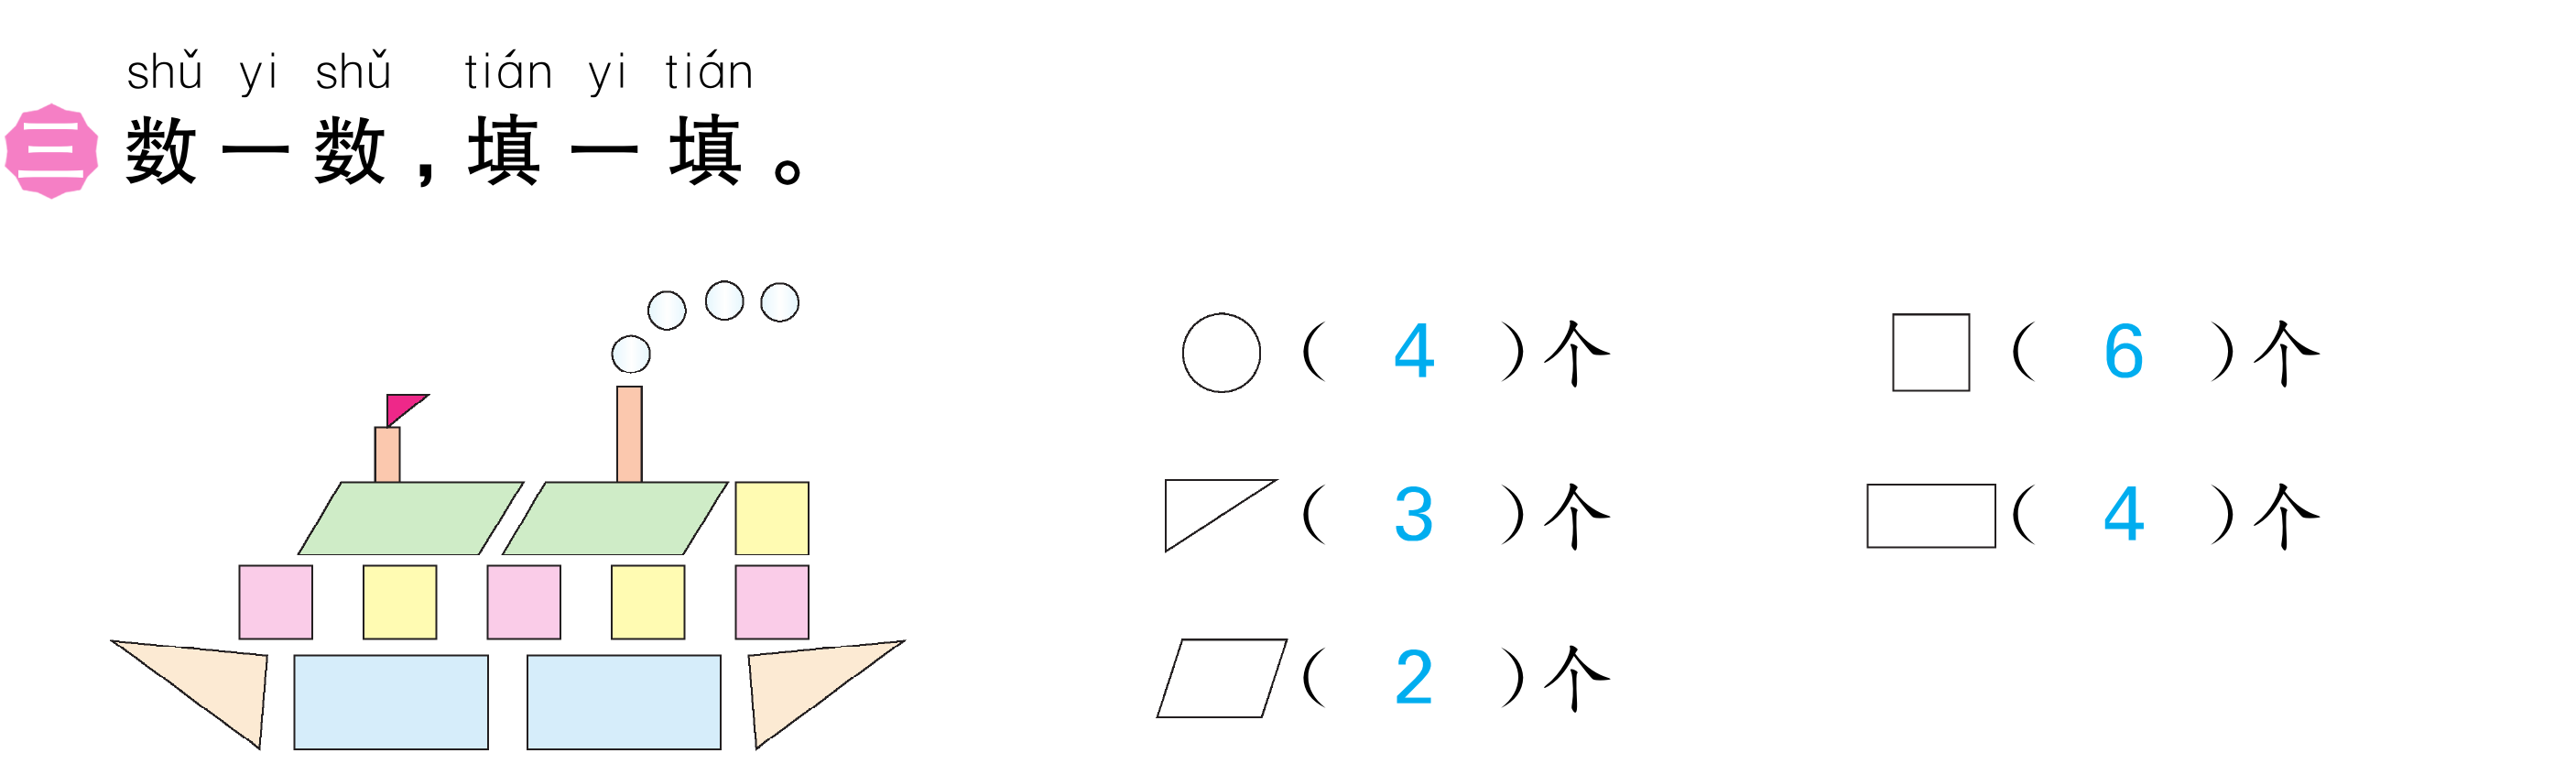 shǔ yi shǔ tián yi tián
三 数一数，填一填。
（ 4 ）个 （ 6 ）个
（ 3 ）个 （ 4 ）个
（ 2 ）个